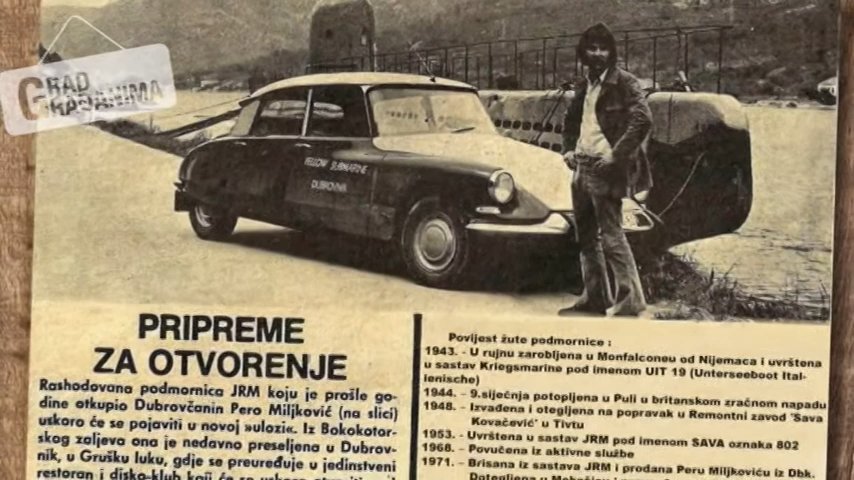 GRAD
GRAĐANIMA
YELLOW SUBMARINE
DUBROVNIK
PRIPREME
ZA OTVORENJE
Rashodovana podmornica JRM koju je prošle go-
dine otkupio Dubrovčanin Pero Miljković (na slici)
uskoro će se pojaviti u novoj »ulozi«. Iz Bokokotor-
skog zaljeva ona je nedavno preseljena u Dubrov-
nik, u Grušku luku, gdje se preuređuje u jedinstveni
restoran i disko-klub koji će se uskoro
Povijest žute podmornice :
1943. - U rujnu zarobljena u Monfalconeu od Nijemaca i uvrštena
u sastav Kriegsmarine pod imenom UIT 19 (Unterseeboot Ital-
ienische)
1944. - 9.siječnja potopljena u Puli u britanskom zračnom napadu
1948. - Izvađena i otegljena na popravak u Remontni zavod 'Sava
Kovačević' u Tivtu
1953. - Uvrštena u sastav JRM pod imenom SAVA oznaka 802
1968. - Povučena iz aktivne službe
1971. - Brisana iz sastava JRM i prodana Peru Miljkoviću iz Dbk.
Dotegljena u Mokošicu i